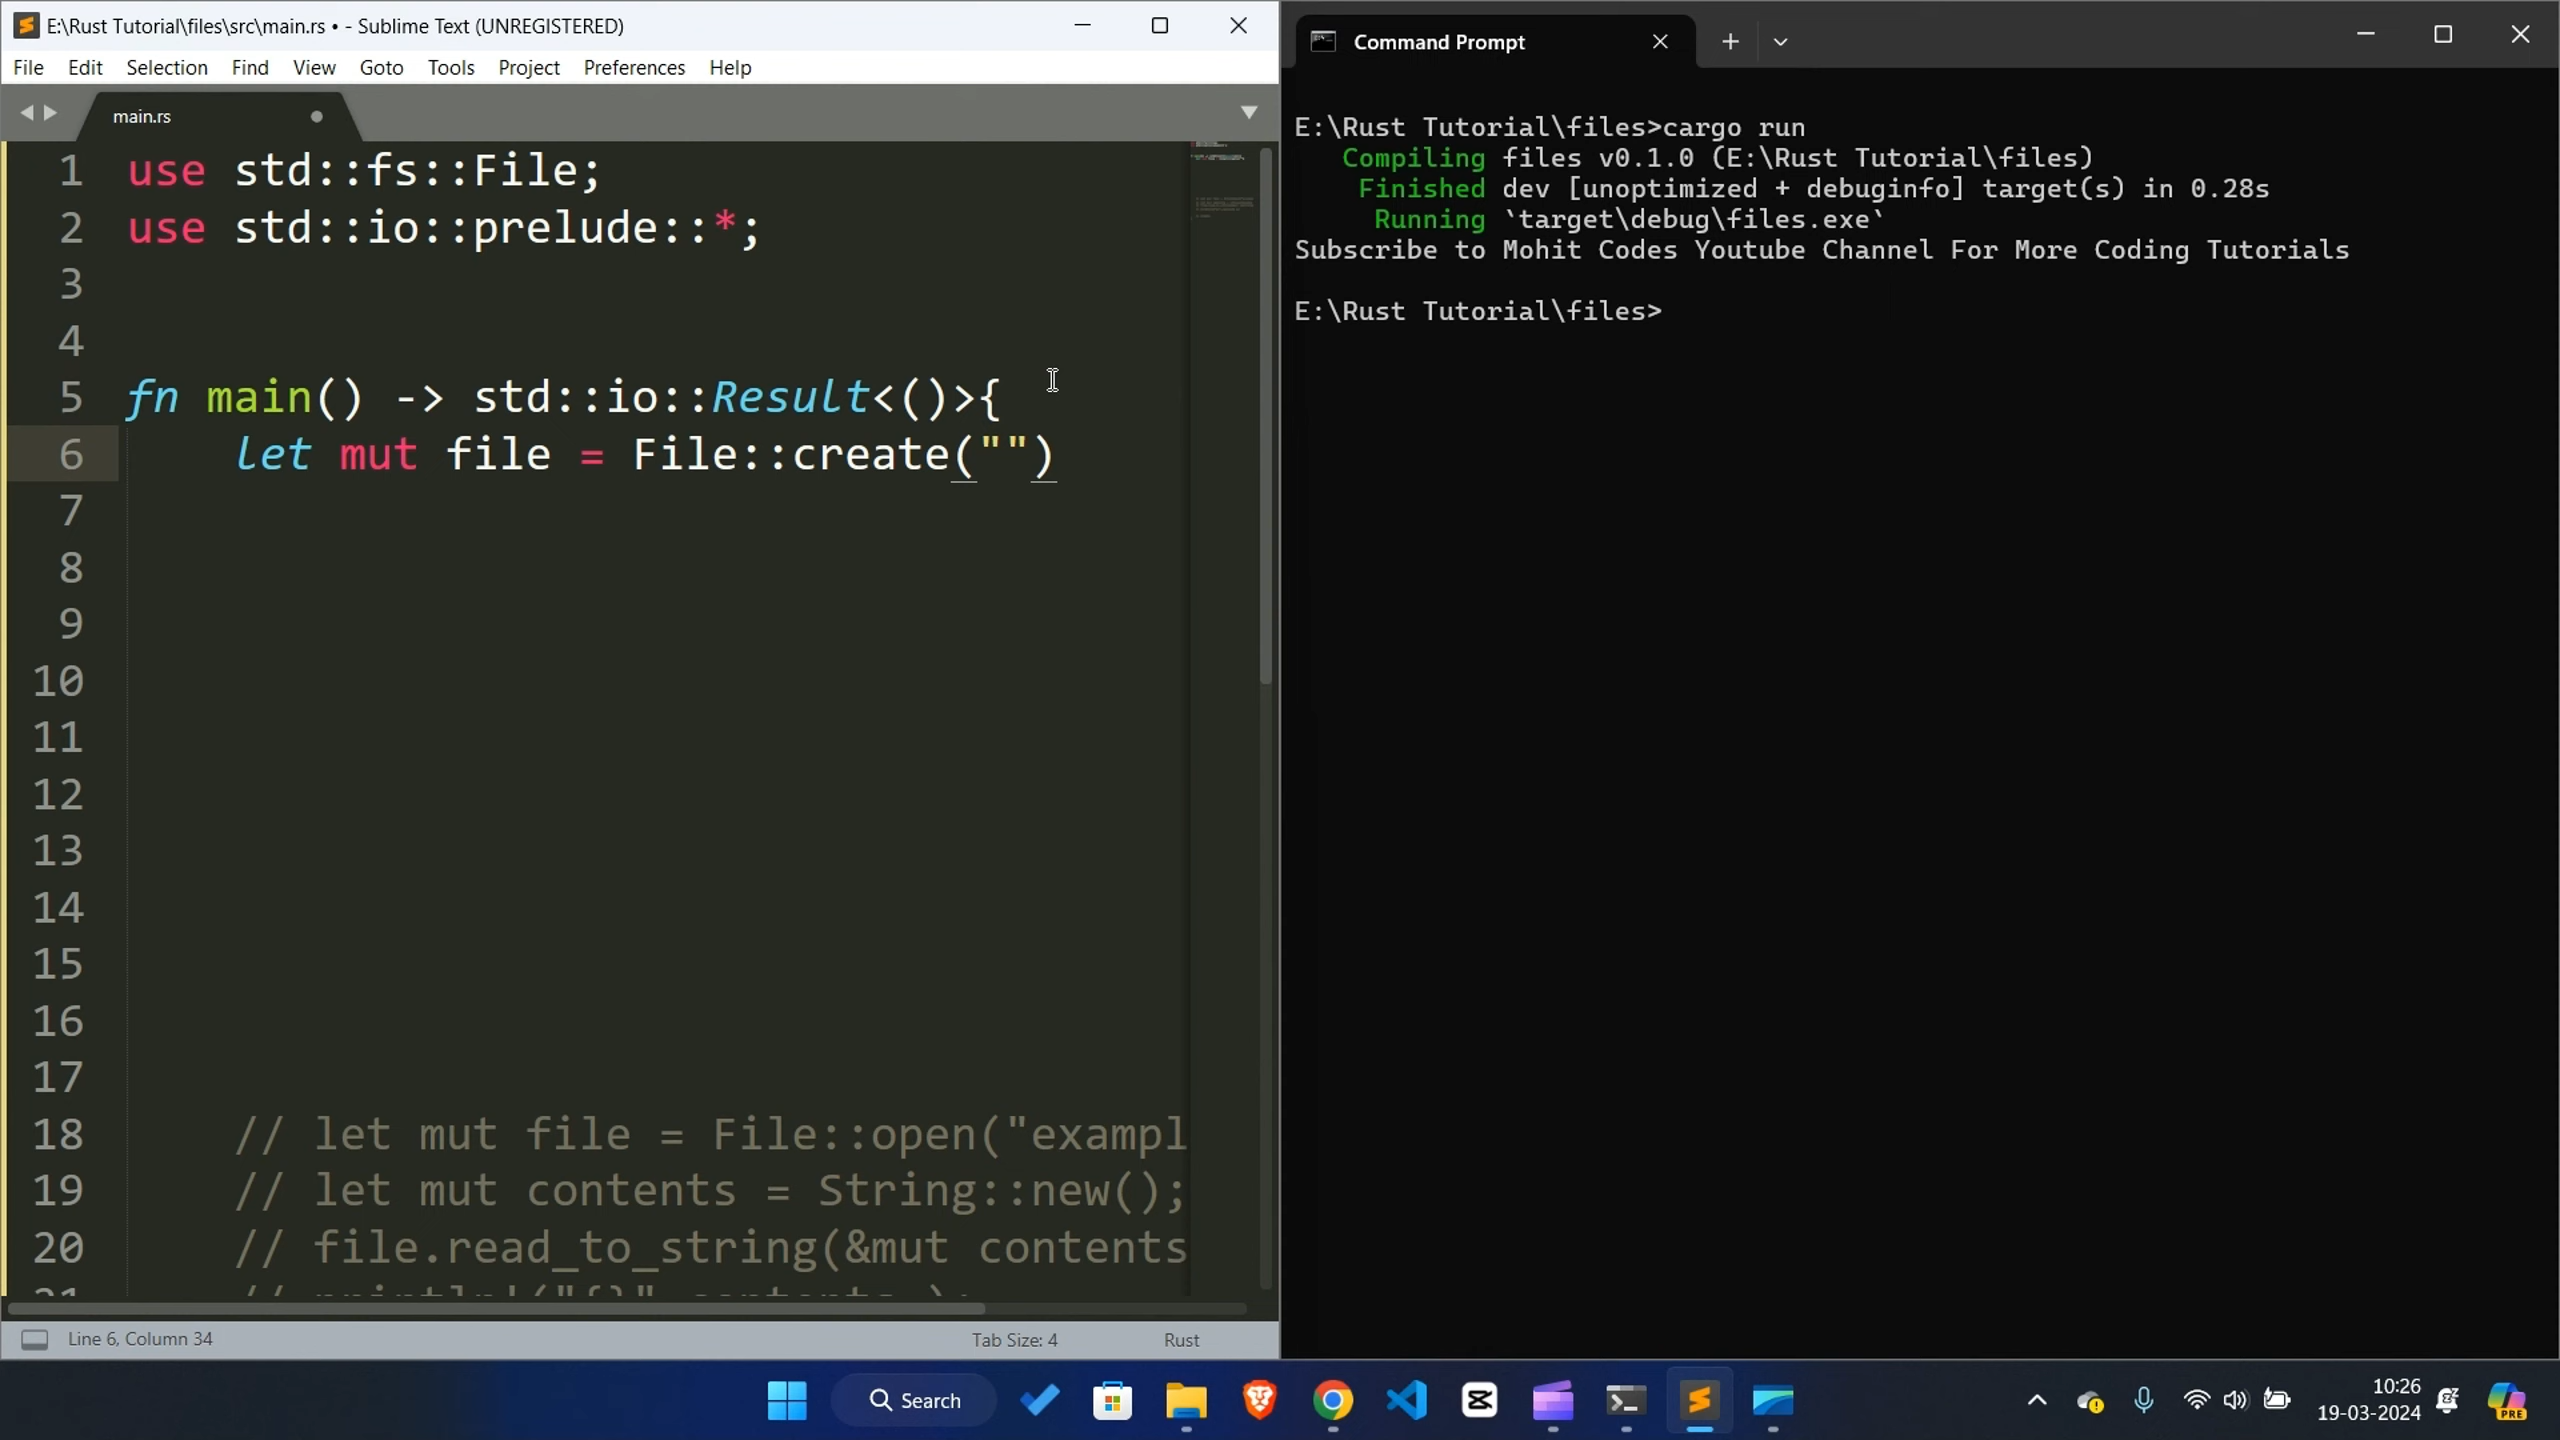 E:\Rust Tutorial\files\src\main.rs • - Sublime Text (UNREGISTERED)
File Edit Selection Find View Goto Tools Project Preferences Help
main.rs
1 use std::fs::File;
2 use std::io::prelude::*;
3
4
5 fn main() -> std::io::Result<()>{
6 let mut file = File::create("")
7
8
9
10
11
12
13
14
15
16
17
18 // let mut file = File::open("exampl
19 // let mut contents = String::new();
20 // file.read_to_string(&mut contents
Line 6, Column 34
Tab Size: 4
Rust
Command Prompt
E:\Rust Tutorial\files>cargo run
Compiling files v0.1.0 (E:\Rust Tutorial\files)
Finished dev [unoptimized + debuginfo] target(s) in 0.28s
Running `target\debug\files.exe`
Subscribe to Mohit Codes Youtube Channel For More Coding Tutorials
E:\Rust Tutorial\files>
Search
10:26
19-03-2024
PRE